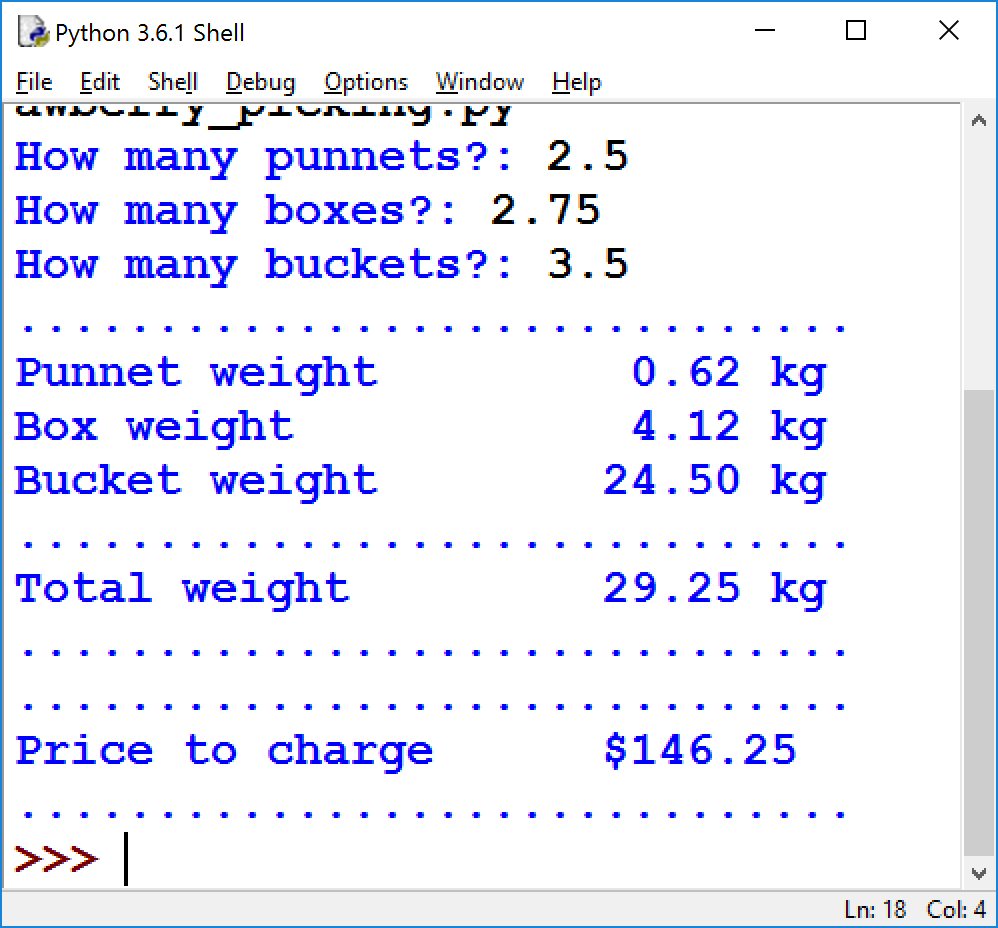 Python 3.6.1 Shell
File Edit Shell Debug Options Window Help
awberry_picking.py
How many punnets?: 2.5
How many boxes?: 2.75
How many buckets?: 3.5
..............................
Punnet weight 0.62 kg
Box weight 4.12 kg
Bucket weight 24.50 kg
..............................
Total weight 29.25 kg
..............................
..............................
Price to charge $146.25
..............................
>>>
Ln: 18 Col: 4